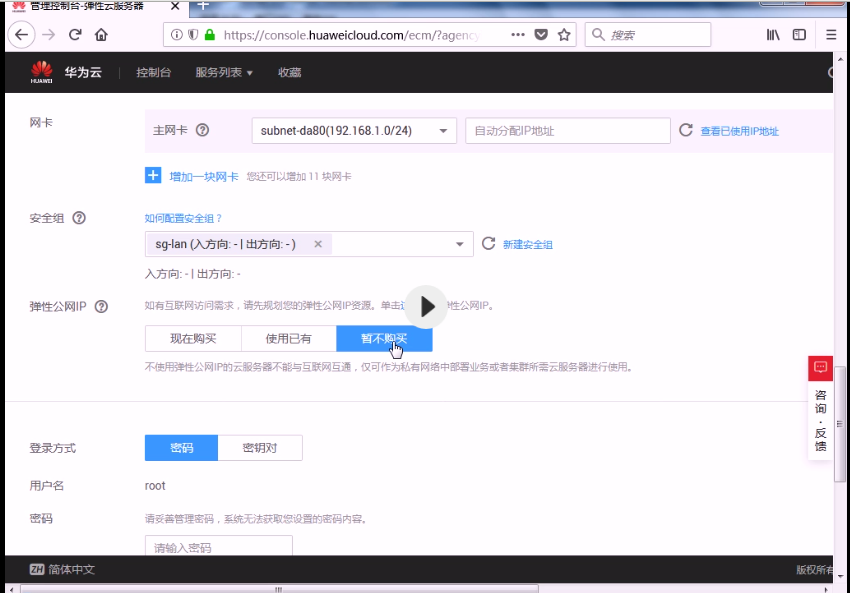 管理控制台-弹性云服务器
https://console.huaweicloud.com/ecm/?agency
搜索
HUAWEI 华为云 控制台 服务列表 收藏
网卡 主网卡 subnet-da80(192.168.1.0/24) 自动分配IP地址 查看已使用IP地址
增加一块网卡 您还可以增加 11 块网卡
安全组 如何配置安全组？
sg-lan (入方向: - | 出方向: - ) 新建安全组
入方向: - | 出方向: -
弹性公网IP 如有互联网访问需求，请先规划您的弹性公网IP资源。单击 性公网IP。
现在购买 使用已有 暂不购买
不使用弹性公网IP的云服务器不能与互联网互通，仅可作为私有网络中部署业务或者集群所需云服务器进行使用。
咨询·反馈
登录方式 密码 密钥对
用户名 root
密码 请妥善管理密码，系统无法获取您设置的密码内容。
请输入密码
ZH 简体中文 版权所有